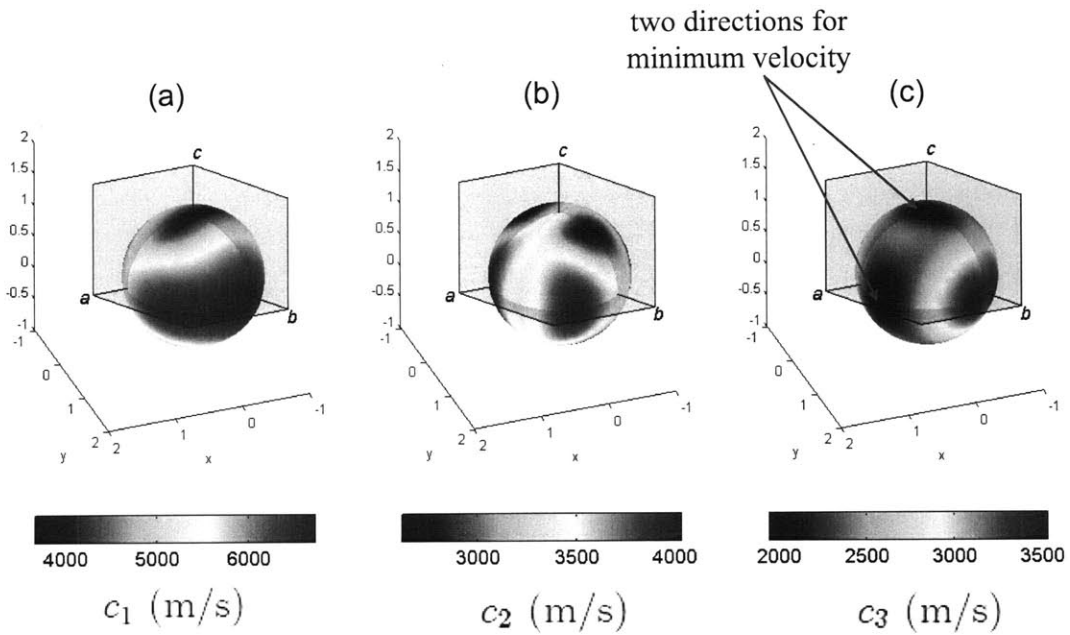 two directions for
minimum velocity
(a)
(b)
(c)
2
1.5
1
0.5
0
-0.5
-1
-1
0
1
2
y
2
1
0
-1
x
c
a
b
2
1.5
1
0.5
0
-0.5
-1
-1
0
1
2
y
2
1
0
-1
x
c
a
b
2
1.5
1
0.5
0
-0.5
-1
-1
0
1
2
y
2
1
0
-1
x
c
a
b
4000 5000 6000
3000 3500 4000
2000 2500 3000 3500
c1 (m/s)
c2 (m/s)
c3 (m/s)